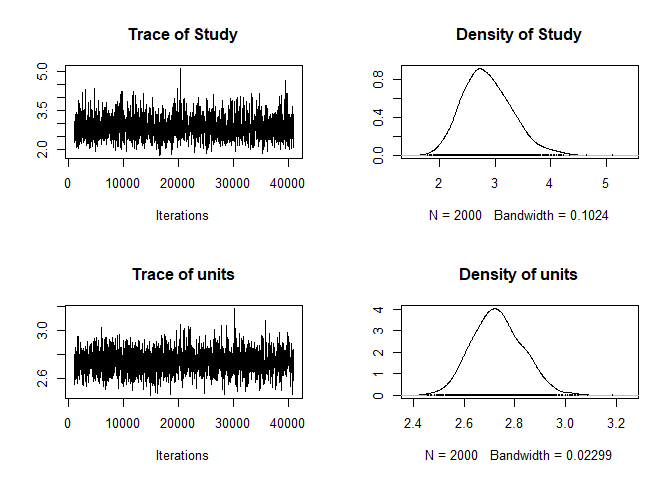 Trace of Study
5.0
3.5
2.0
0 10000 20000 30000 40000
Iterations
Density of Study
0.8
0.4
0.0
2 3 4 5
N = 2000 Bandwidth = 0.1024
Trace of units
3.0
2.6
0 10000 20000 30000 40000
Iterations
Density of units
4
3
2
1
0
2.4 2.6 2.8 3.0 3.2
N = 2000 Bandwidth = 0.02299